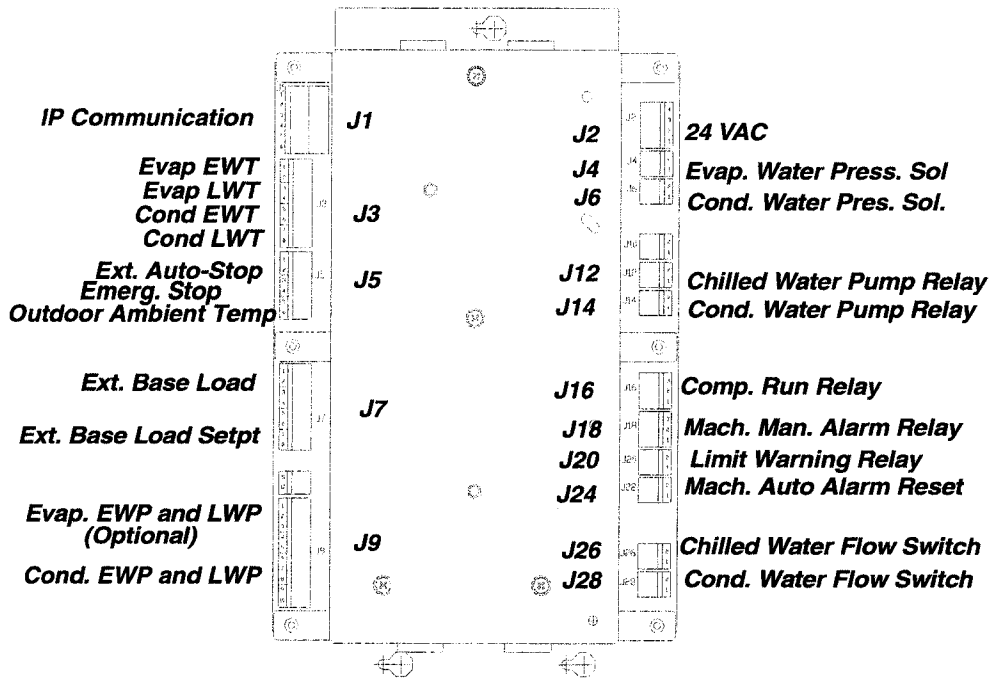 IP Communication
J1
Evap EWT
Evap LWT
Cond EWT
Cond LWT
J3
Ext. Auto-Stop
Emerg. Stop
Outdoor Ambient Temp
J5
Ext. Base Load
Ext. Base Load Setpt
J7
Evap. EWP and LWP
(Optional)
Cond. EWP and LWP
J9
J2 24 VAC
J4 Evap. Water Press. Sol
J6 Cond. Water Pres. Sol.
J12 Chilled Water Pump Relay
J14 Cond. Water Pump Relay
J16 Comp. Run Relay
J18 Mach. Man. Alarm Relay
J20 Limit Warning Relay
J24 Mach. Auto Alarm Reset
J26 Chilled Water Flow Switch
J28 Cond. Water Flow Switch